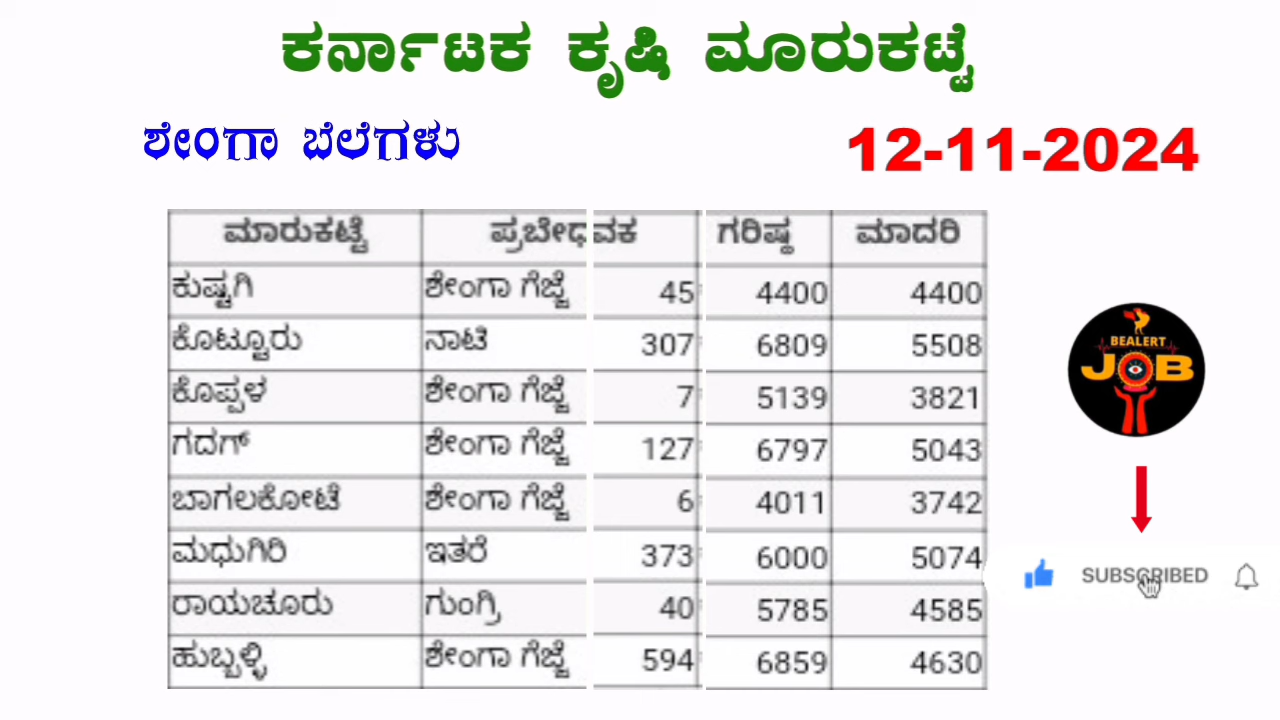 ಕರ್ನಾಟಕ ಕೃಷಿ ಮಾರುಕಟ್ಟೆ
ಶೇಂಗಾ ಬೆಲೆಗಳು 12-11-2024
ಮಾರುಕಟ್ಟೆ ಪ್ರಬೇಧವಕ ಗರಿಷ್ಠ ಮಾದರಿ
ಕುಷ್ಟಗಿ ಶೇಂಗಾ ಗೆಜ್ಜೆ 45 4400 4400
ಕೊಟ್ಟೂರು ನಾಟಿ 307 6809 5508
ಕೊಪ್ಪಳ ಶೇಂಗಾ ಗೆಜ್ಜೆ 7 5139 3821
ಗದಗ್ ಶೇಂಗಾ ಗೆಜ್ಜೆ 127 6797 5043
ಬಾಗಲಕೋಟೆ ಶೇಂಗಾ ಗೆಜ್ಜೆ 6 4011 3742
ಮಧುಗಿರಿ ಇತರೆ 373 6000 5074
ರಾಯಚೂರು ಗುಂಗ್ರಿ 40 5785 4585
ಹುಬ್ಬಳ್ಳಿ ಶೇಂಗಾ ಗೆಜ್ಜೆ 594 6859 4630
BEALERT
JOB
SUBSCRIBED